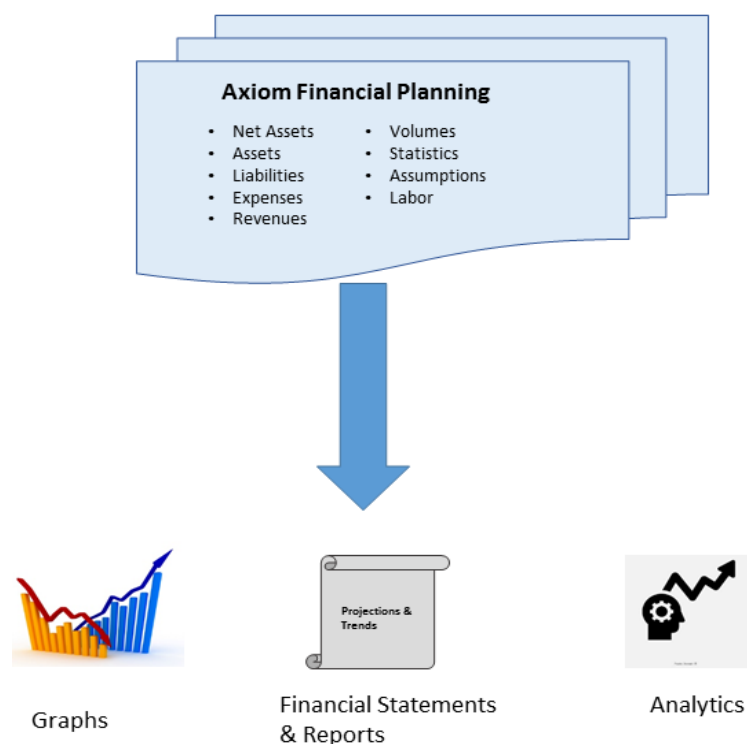 Axiom Financial Planning
• Net Assets
• Assets
• Liabilities
• Expenses
• Revenues
• Volumes
• Statistics
• Assumptions
• Labor
Projections &
Trends
Graphs
Financial Statements
& Reports
Analytics